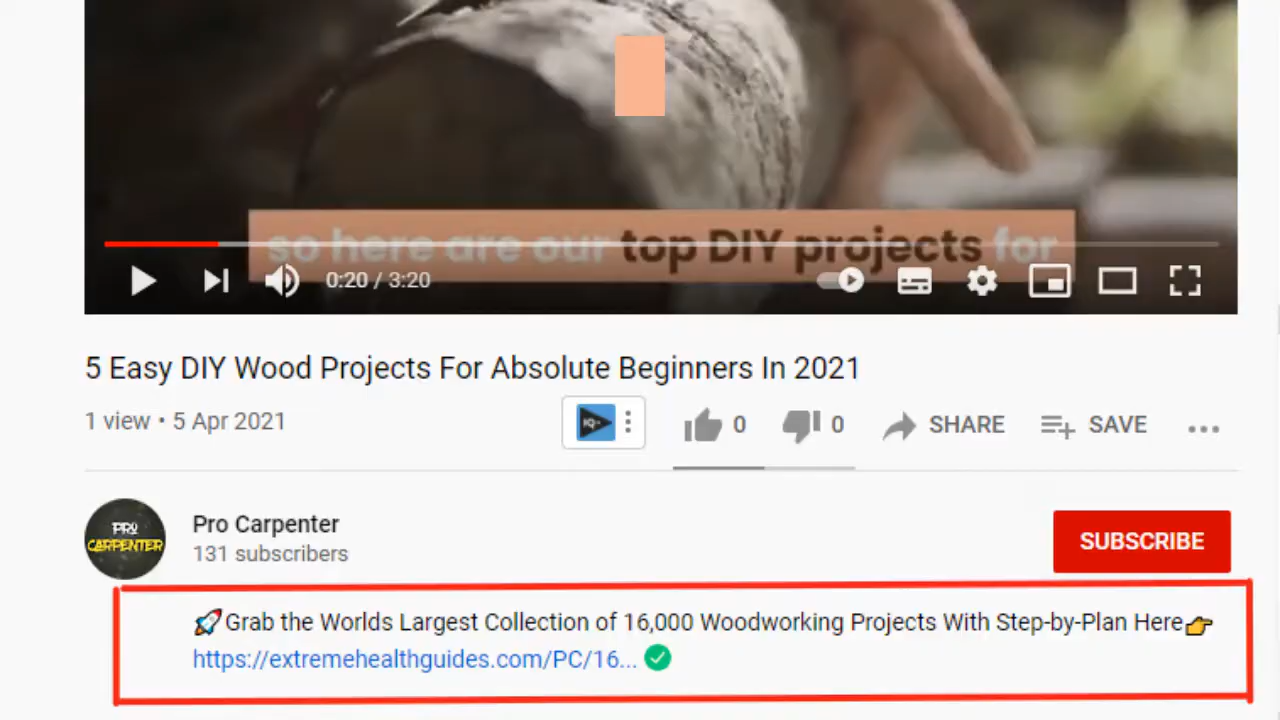 so here are our top DIY projects for
0:20 / 3:20
5 Easy DIY Wood Projects For Absolute Beginners In 2021
1 view • 5 Apr 2021
IQ
0
0
SHARE
SAVE
PRO
CARPENTER
Pro Carpenter
131 subscribers
SUBSCRIBE
🚀Grab the Worlds Largest Collection of 16,000 Woodworking Projects With Step-by-Plan Here👉
https://extremehealthguides.com/PC/16... ✅